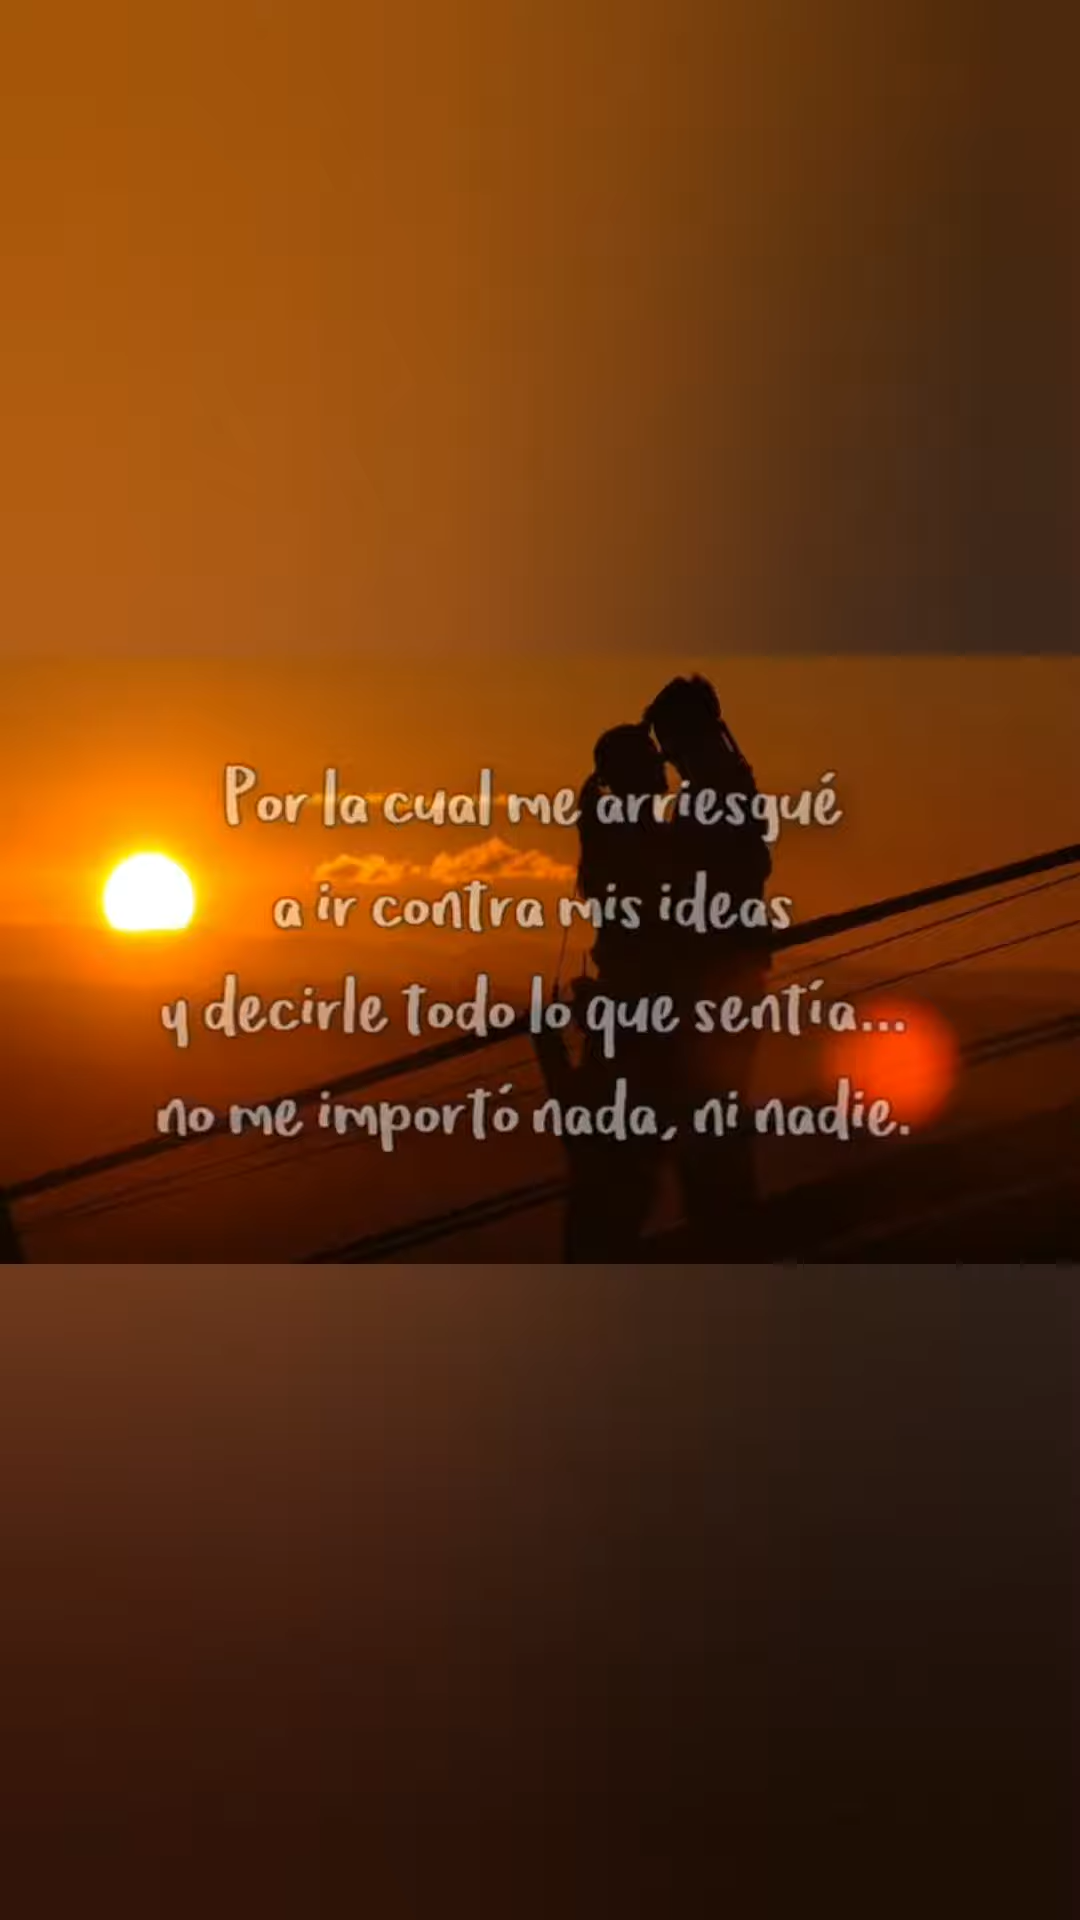 Por la cual me arriesgué
a ir contra mis ideas
y decirle todo lo que sentía...
no me importó nada, ni nadie.